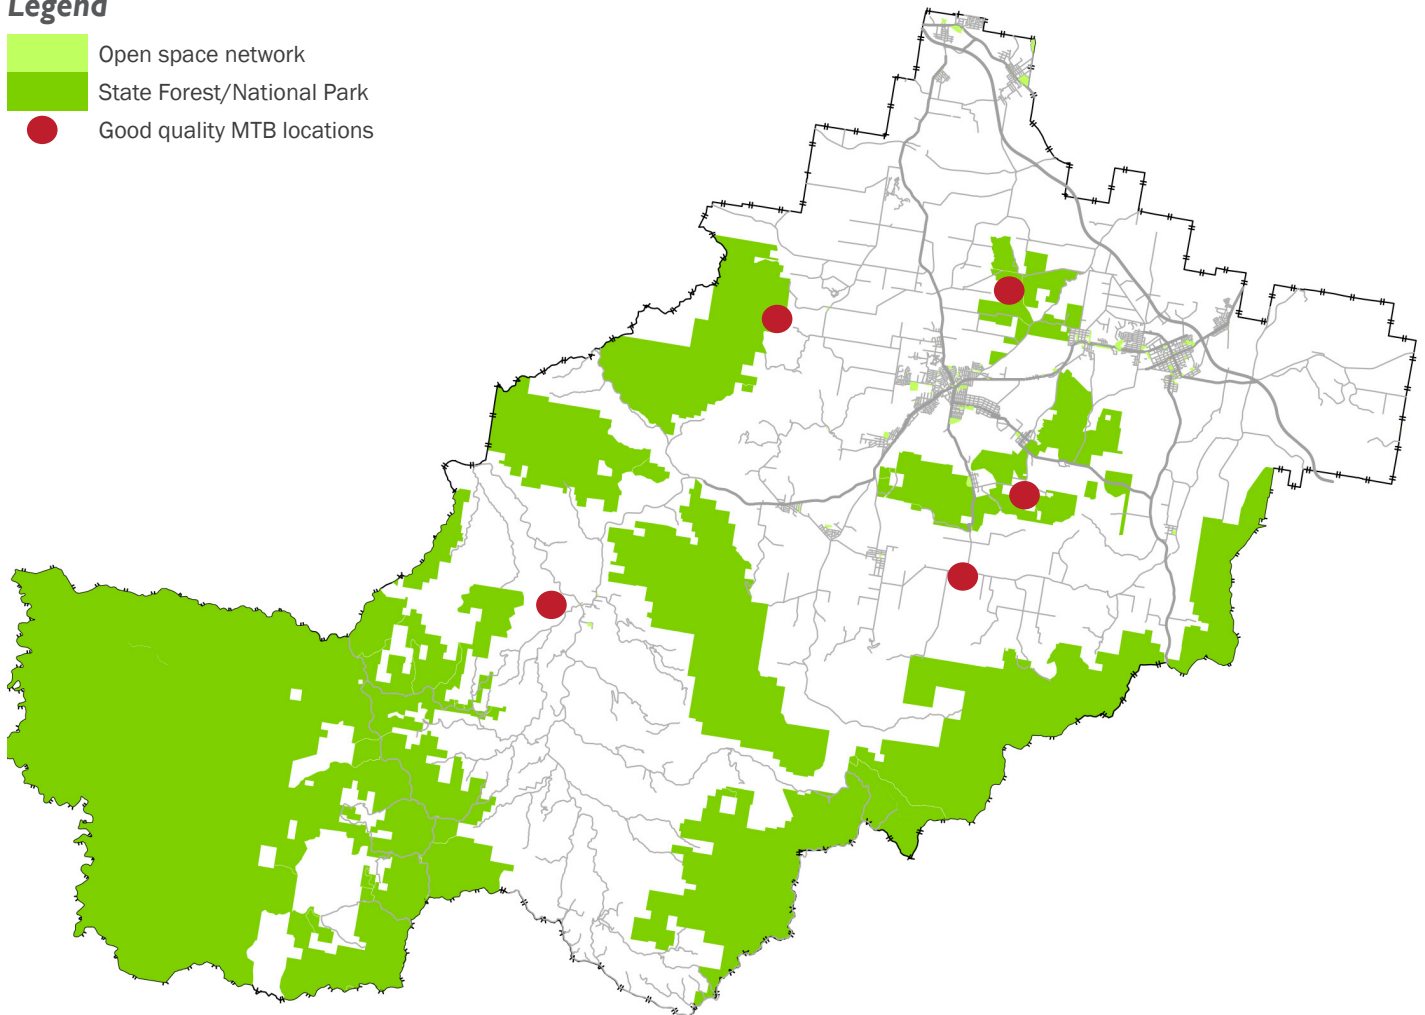 Legend
Open space network
State Forest/National Park
Good quality MTB locations